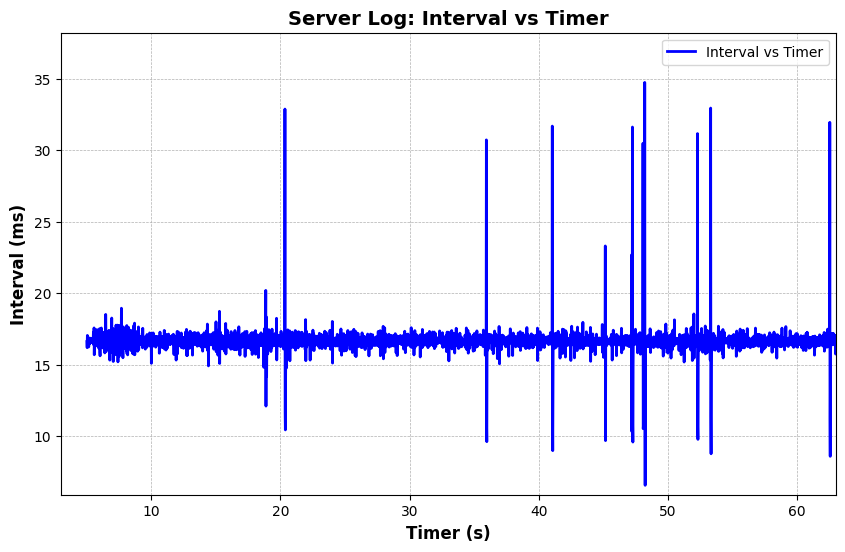 Server Log: Interval vs Timer
Interval vs Timer
35
30
25
20
15
10
Interval (ms)
10 20 30 40 50 60
Timer (s)